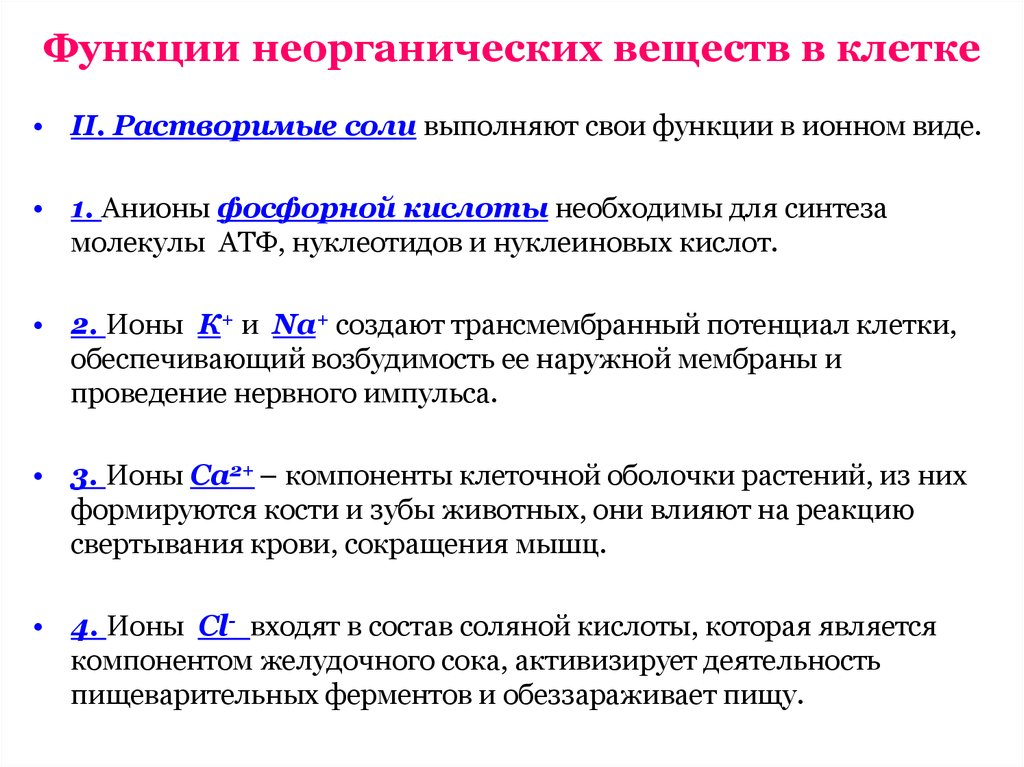 Функции неорганических веществ в клетке
• II. Растворимые соли выполняют свои функции в ионном виде.
• 1. Анионы фосфорной кислоты необходимы для синтеза
молекулы АТФ, нуклеотидов и нуклеиновых кислот.
• 2. Ионы К⁺ и Na⁺ создают трансмембранный потенциал клетки,
обеспечивающий возбудимость ее наружной мембраны и
проведение нервного импульса.
• 3. Ионы Са²⁺ – компоненты клеточной оболочки растений, из них
формируются кости и зубы животных, они влияют на реакцию
свертывания крови, сокращения мышц.
• 4. Ионы Cl⁻ входят в состав соляной кислоты, которая является
компонентом желудочного сока, активизирует деятельность
пищеварительных ферментов и обеззараживает пищу.